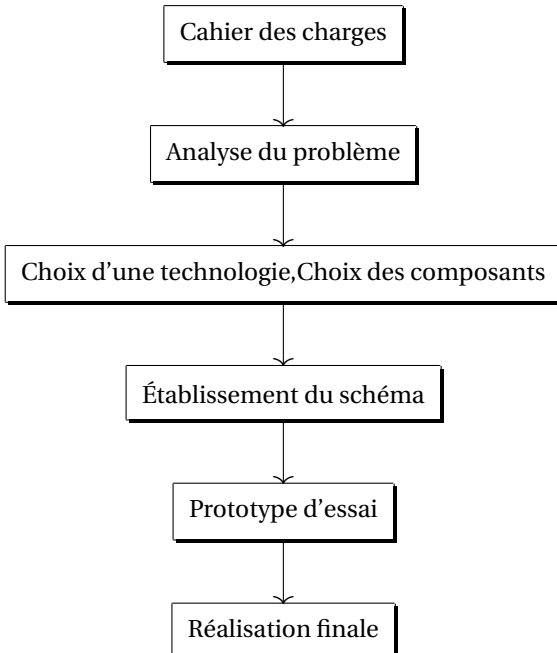 Cahier des charges
Analyse du problème
Choix d'une technologie,Choix des composants
Établissement du schéma
Prototype d'essai
Réalisation finale